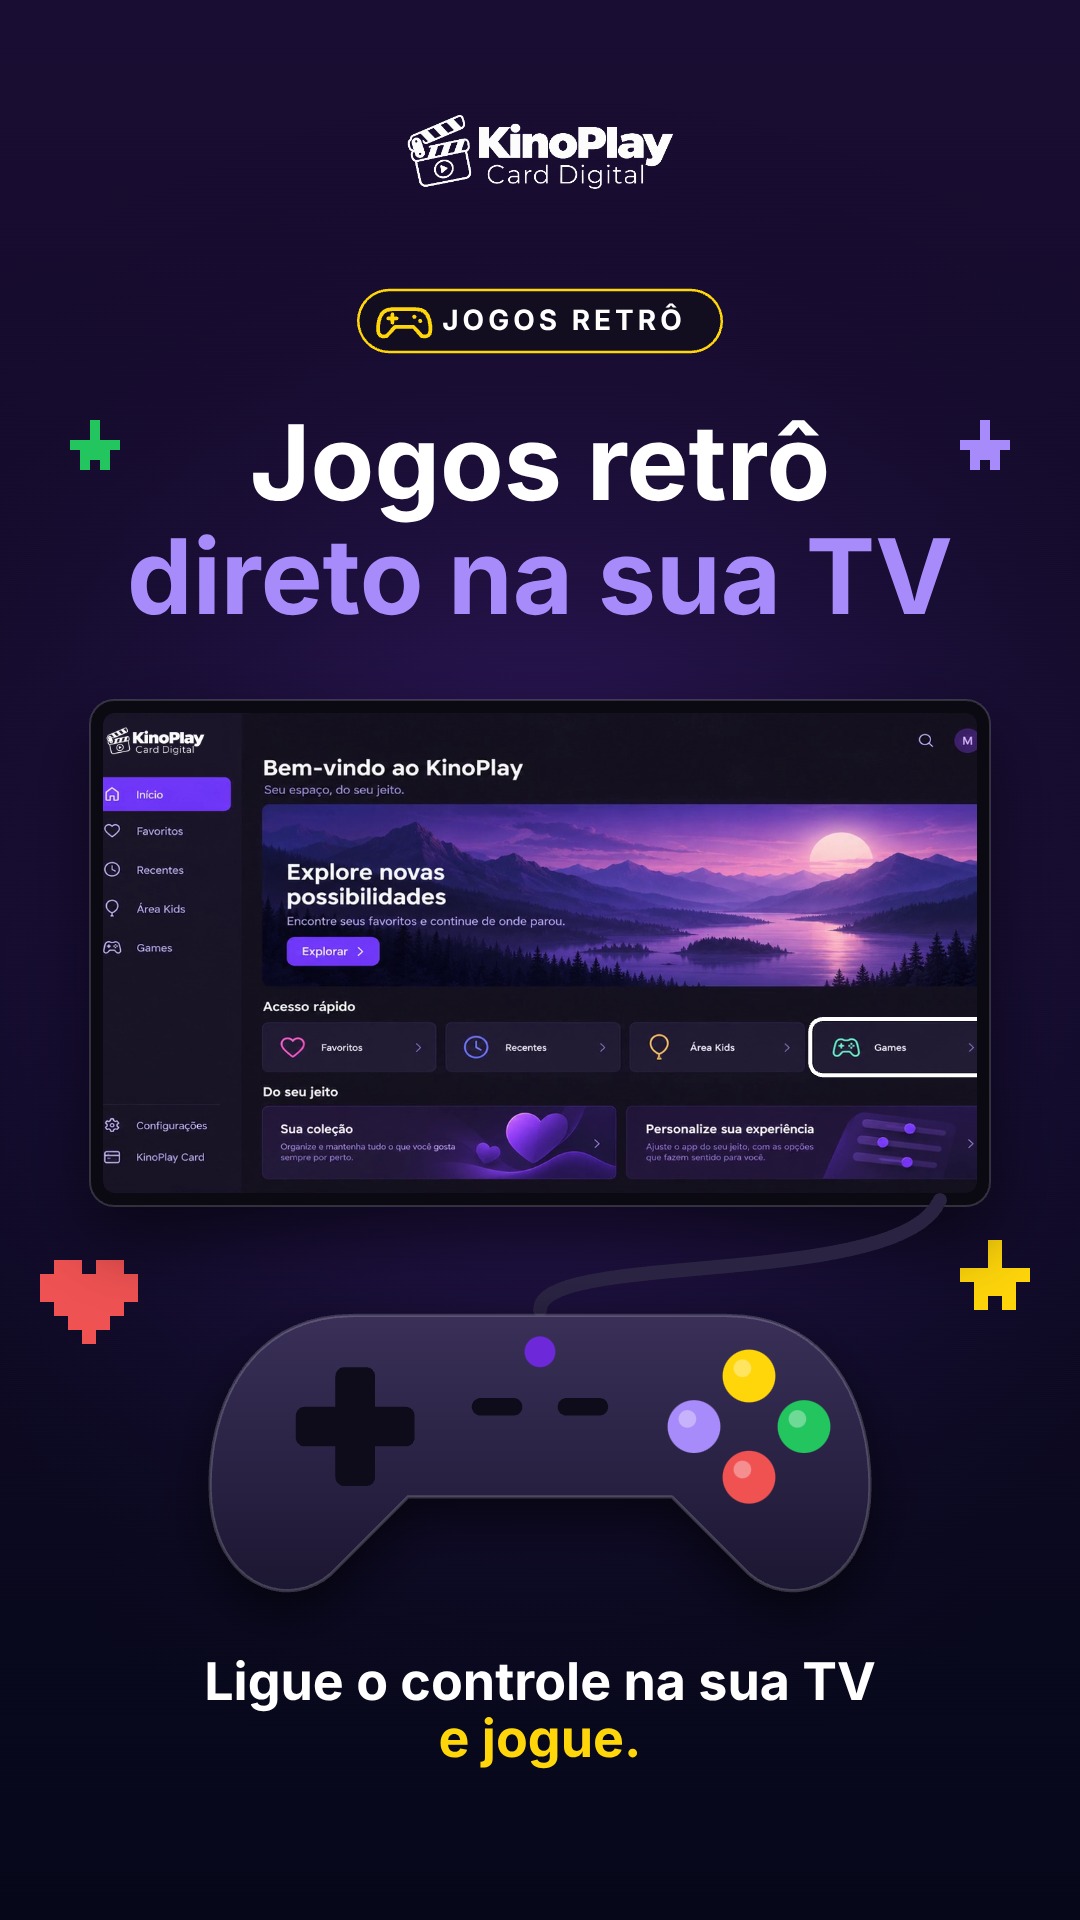 KinoPlay
Card Digital
JOGOS RETRÔ
Jogos retrô
direto na sua TV
KinoPlay
Card Digital
M
Bem-vindo ao KinoPlay
Seu espaço, do seu jeito.
Início
Favoritos
Recentes
Área Kids
Games
Explore novas
possibilidades
Encontre seus favoritos e continue de onde parou.
Explorar
Acesso rápido
Favoritos
Recentes
Área Kids
Games
Do seu jeito
Sua coleção
Organize e mantenha tudo o que você gosta
sempre por perto.
Personalize sua experiência
Ajuste o app do seu jeito, com as opções
que fazem sentido para você.
Configurações
KinoPlay Card
Ligue o controle na sua TV
e jogue.